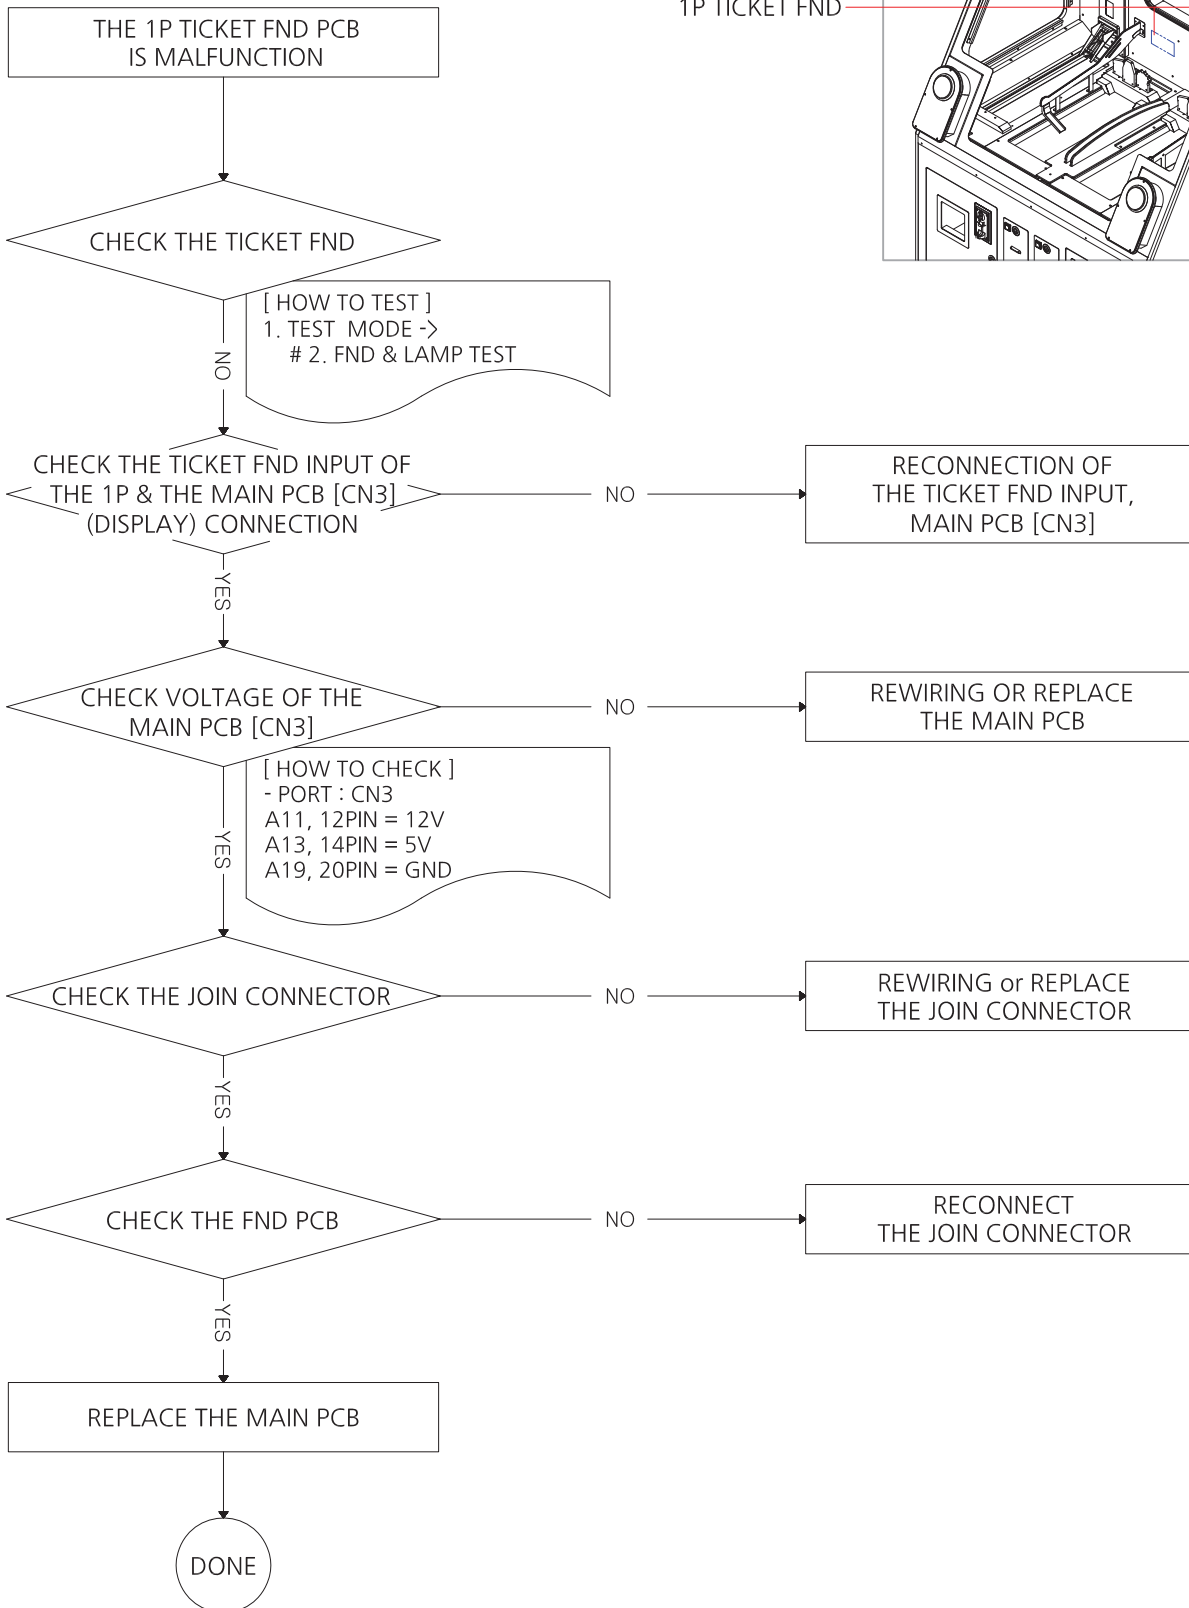 THE 1P TICKET FND PCB
IS MALFUNCTION
1P TICKET FND
CHECK THE TICKET FND
[ HOW TO TEST ]
1. TEST MODE ->
# 2. FND & LAMP TEST
NO
CHECK THE TICKET FND INPUT OF
THE 1P & THE MAIN PCB [CN3]
(DISPLAY) CONNECTION
NO
RECONNECTION OF
THE TICKET FND INPUT,
MAIN PCB [CN3]
YES
CHECK VOLTAGE OF THE
MAIN PCB [CN3]
NO
REWIRING OR REPLACE
THE MAIN PCB
[ HOW TO CHECK ]
- PORT : CN3
A11, 12PIN = 12V
A13, 14PIN = 5V
A19, 20PIN = GND
YES
CHECK THE JOIN CONNECTOR
NO
REWIRING or REPLACE
THE JOIN CONNECTOR
YES
CHECK THE FND PCB
NO
RECONNECT
THE JOIN CONNECTOR
YES
REPLACE THE MAIN PCB
DONE